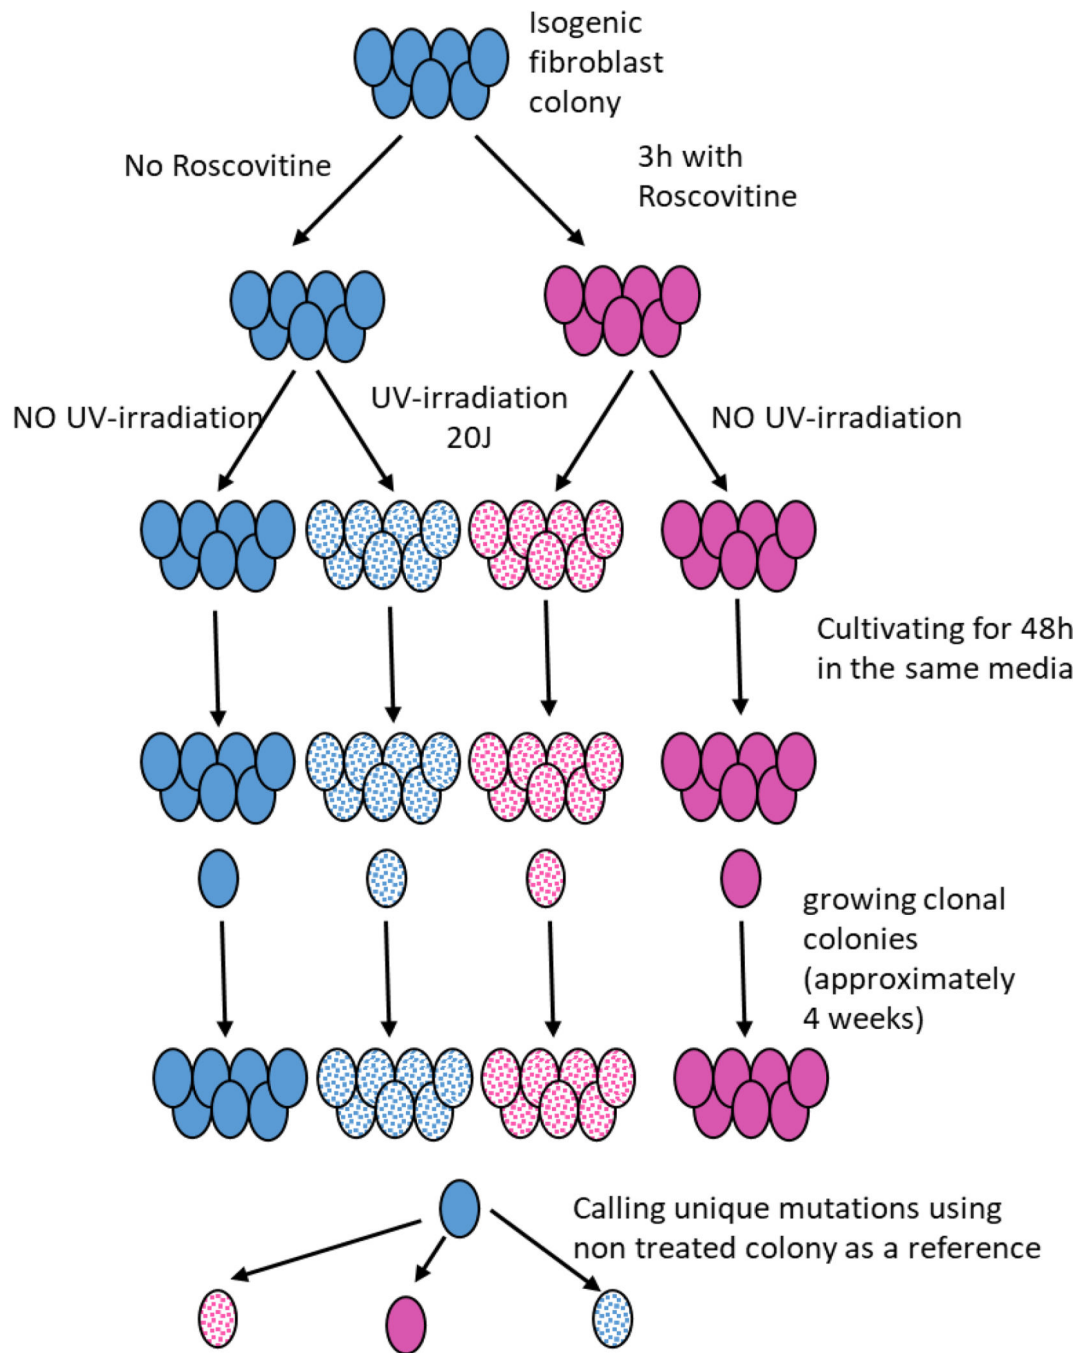 Isogenic
fibroblast
colony
No Roscovitine
3h with
Roscovitine
NO UV-irradiation
UV-irradiation
20J
NO UV-irradiation
Cultivating for 48h
in the same media
growing clonal
colonies
(approximately
4 weeks)
Calling unique mutations using
non treated colony as a reference